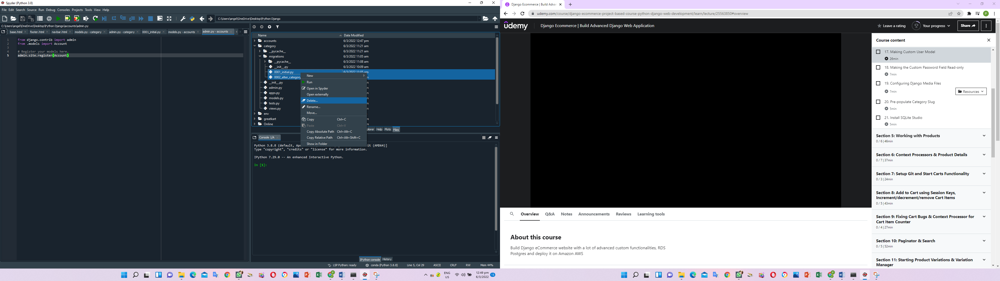 Spyder (Python 3.8)
File Edit Search Source Run Debug Consoles Projects Tools View Help
C:\Users\angel\OneDrive\Desktop\Python Django
C:\Users\angel\OneDrive\Desktop\Python Django\accounts\admin.py
base.html footer.html navbar.html models.py - category admin.py - category 0001_initial.py models.py - accounts admin.py - accounts
1 from django.contrib import admin
2 from .models import Account
3
4 # Register your models here.
5 admin.site.register(Account)
Name Date Modified
accounts 6/3/2022 12:47 pm
category 6/3/2022 11:21 am
__pycache__ 6/3/2022 11:21 am
migrations 6/3/2022 11:05 am
__pycache__ 6/3/2022 11:08 am
__init__.py 6/3/2022 10:09 am
0001_initial.py 6/3/2022 11:05 am
0002_alter_category
__init__.py
admin.py
apps.py
models.py
tests.py
views.py
env
greatkart
Online
New
Run
Open in Spyder
Open externally
Delete...
Rename...
Move...
Copy Ctrl+C
Paste Ctrl+V
Copy Absolute Path Ctrl+Alt+C
Copy Relative Path Ctrl+Alt+Shift+C
Show in Folder
plorer Help Plots Files
Console 1/A
Python 3.8.8 (default, Ap it (AMD64)]
Type "copyright", "credits" or "license" for more information.
IPython 7.29.0 -- An enhanced Interactive Python.
In [1]:
IPython console History
LSP Python: ready conda (Python 3.8.8) Line 5, Col 29 ASCII CRLF RW Mem 44%
ENG
US
12:49 pm
6/3/2022
15
Django Ecommerce | Build Adva
udemy.com/course/django-ecommerce-project-based-course-python-django-web-development/learn/lecture/25563850#overview
P
ûdemy
Django Ecommerce | Build Advanced Django Web Application
Leave a rating Your progress Share
Course content
17. Making Custom User Model
26min
18. Making the Custom Password Field Read-only
7min
19. Configuring Django Media Files
7min
Resources
20. Pre-populate Category Slug
5min
21. Install SQLite Studio
5min
Section 5: Working with Products
0 / 6 | 46min
Section 6: Context Processors & Product Details
0 / 7 | 37min
Section 7: Setup Git and Start Carts Functionality
0 / 3 | 24min
Section 8: Add to Cart using Session Keys,
Increment/decrement/remove Cart Items
0 / 5 | 43min
Section 9: Fixing Cart Bugs & Context Processor for
Cart Item Counter
0 / 4 | 27min
Section 10: Paginator & Search
0 / 5 | 52min
Section 11: Starting Product Variations & Variation
Manager
Overview Q&A Notes Announcements Reviews Learning tools
About this course
Build Django eCommerce website with a lot of advanced custom functionalities, RDS
Postgres and deploy it on Amazon AWS